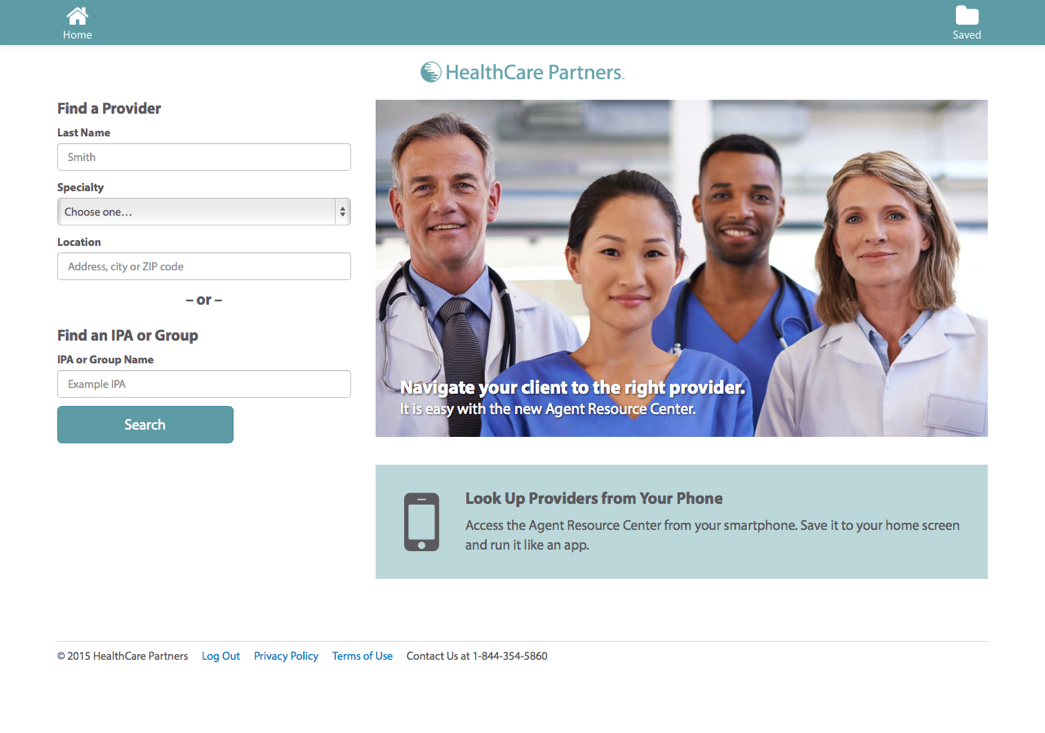 Home
Saved
HealthCare Partners.
Find a Provider
Last Name
Smith
Specialty
Choose one...
Location
Address, city or ZIP code
– or –
Find an IPA or Group
IPA or Group Name
Example IPA
Search
Navigate your client to the right provider.
It is easy with the new Agent Resource Center.
Look Up Providers from Your Phone
Access the Agent Resource Center from your smartphone. Save it to your home screen
and run it like an app.
© 2015 HealthCare Partners Log Out Privacy Policy Terms of Use Contact Us at 1-844-354-5860